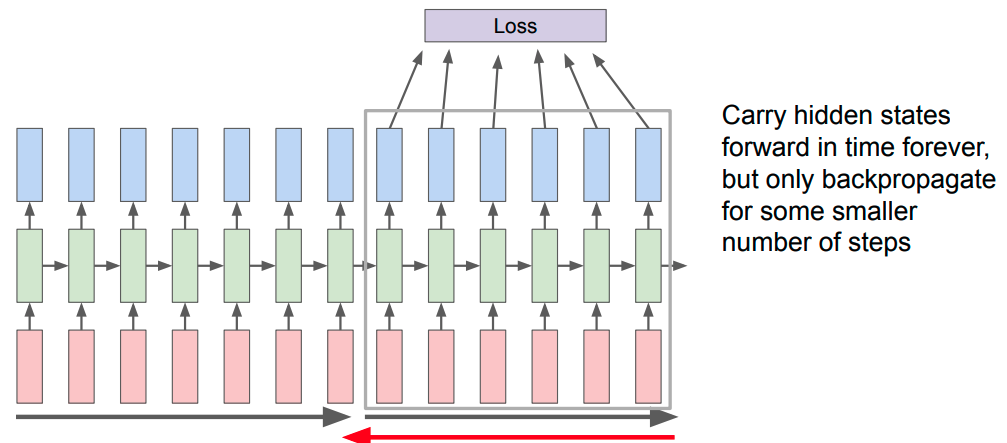 Loss
Carry hidden states
forward in time forever,
but only backpropagate
for some smaller
number of steps